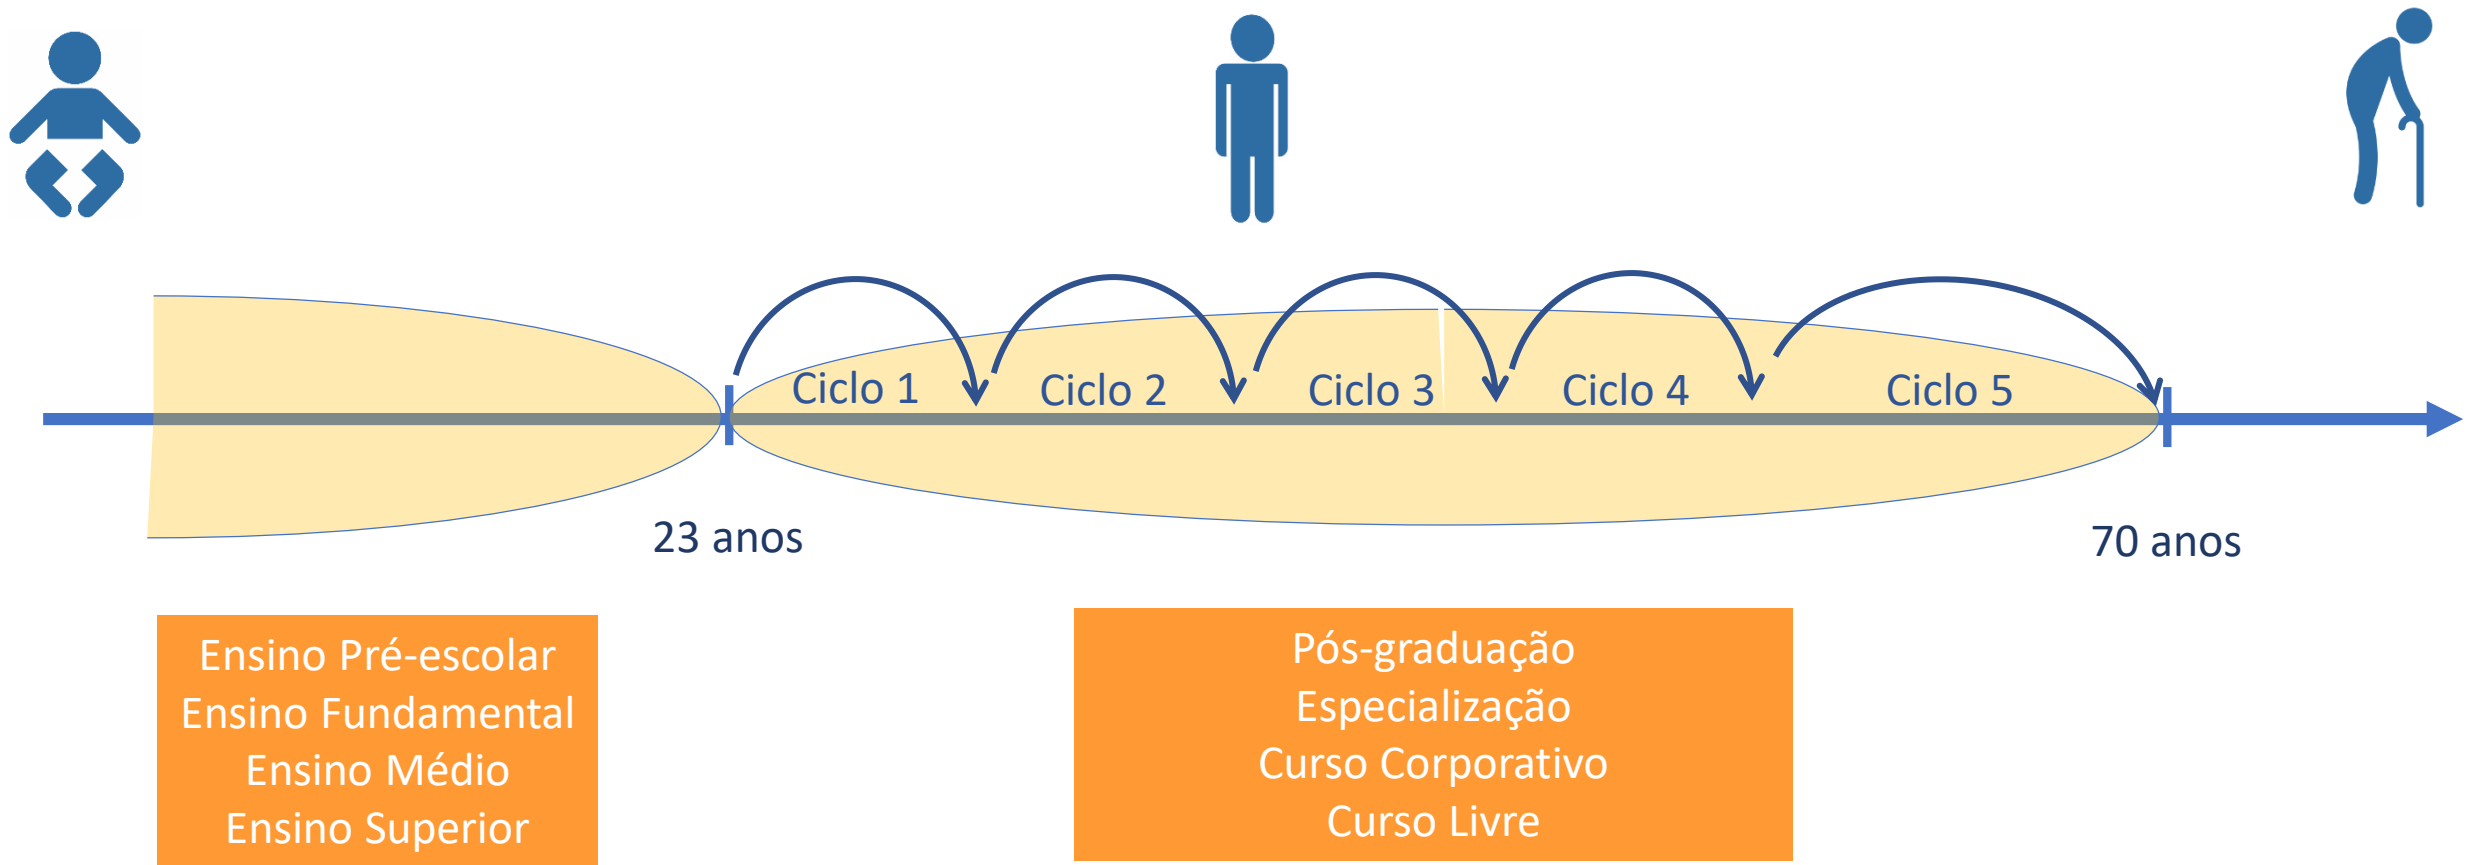 Ciclo 1
Ciclo 2
Ciclo 3
Ciclo 4
Ciclo 5
23 anos
70 anos
Ensino Pré-escolar
Ensino Fundamental
Ensino Médio
Ensino Superior
Pós-graduação
Especialização
Curso Corporativo
Curso Livre